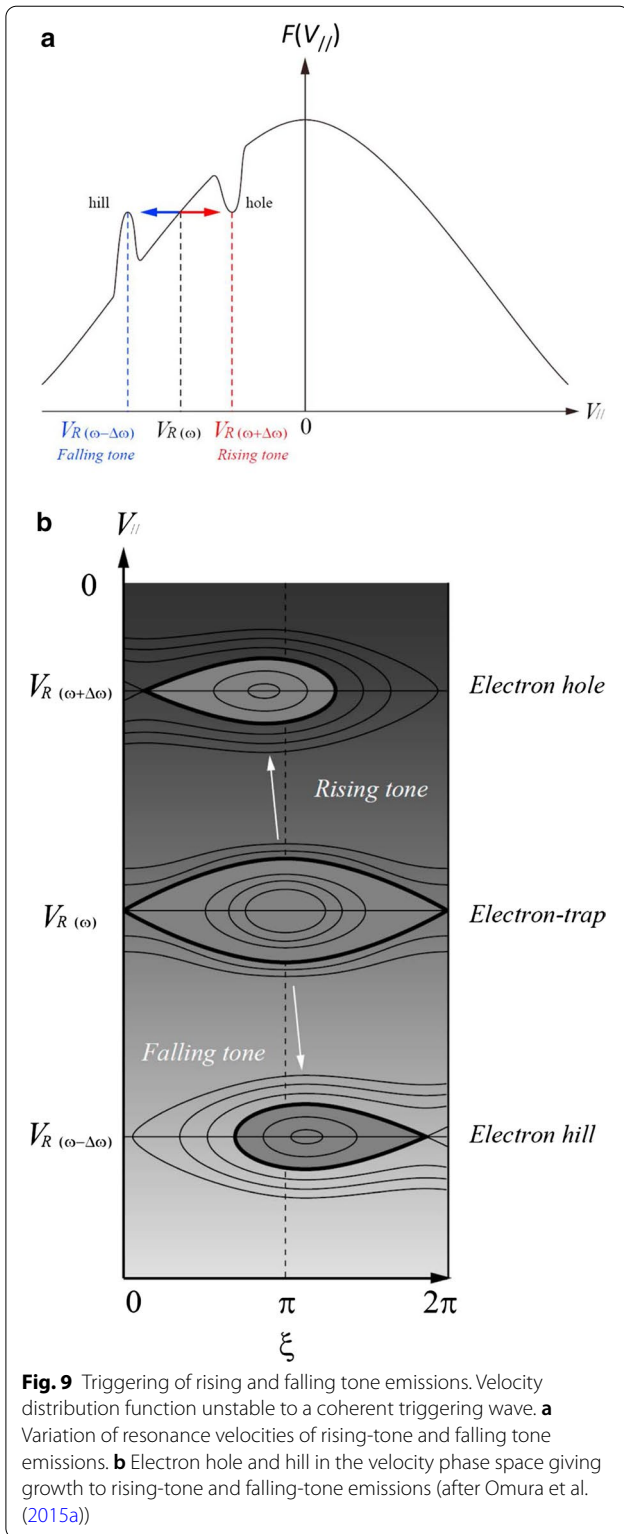 a
F(V//)
hill
hole
V//
VR (ω−Δω) VR (ω) VR (ω+Δω) 0
Falling tone Rising tone
b
V//
0
VR (ω+Δω) Electron hole
Rising tone
VR (ω) Electron-trap
Falling tone
VR (ω−Δω) Electron hill
0 π 2π
ξ
Fig. 9 Triggering of rising and falling tone emissions. Velocity
distribution function unstable to a coherent triggering wave. a
Variation of resonance velocities of rising-tone and falling tone
emissions. b Electron hole and hill in the velocity phase space giving
growth to rising-tone and falling-tone emissions (after Omura et al.
(2015a))